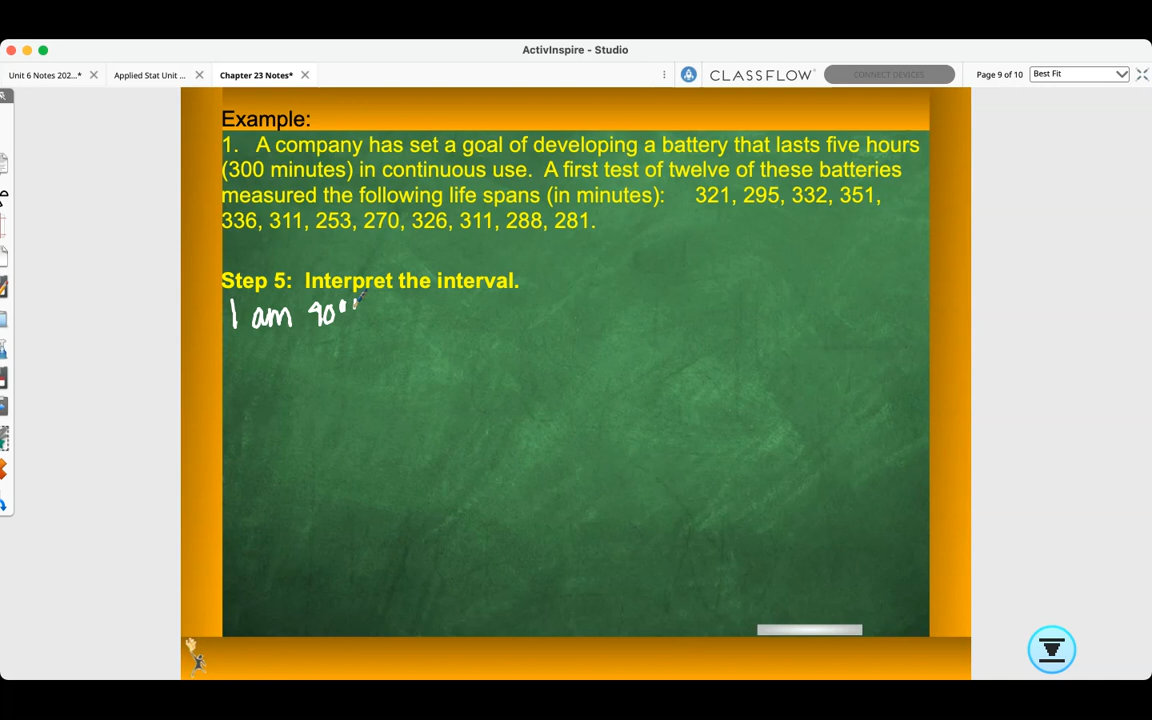 ActivInspire - Studio
Unit 6 Notes 202...*
Applied Stat Unit ...
Chapter 23 Notes*
CLASSFLOW
CONNECT DEVICES
Page 9 of 10
Best Fit
Example:
1. A company has set a goal of developing a battery that lasts five hours
(300 minutes) in continuous use. A first test of twelve of these batteries
measured the following life spans (in minutes): 321, 295, 332, 351,
336, 311, 253, 270, 326, 311, 288, 281.
Step 5: Interpret the interval.
I am 90